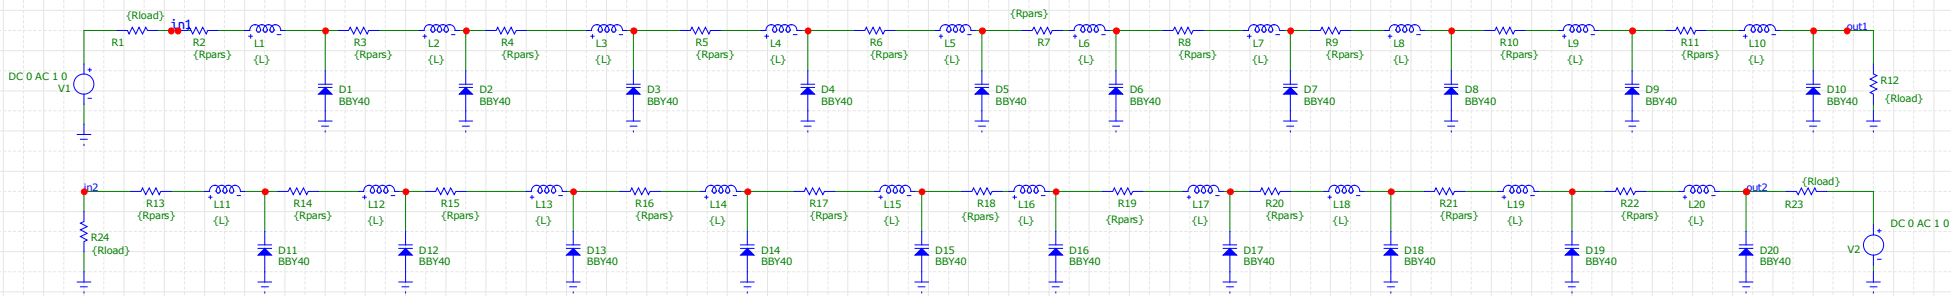 {Rload}
in1
R1
R2
{Rpars}
L1
{L}
R3
{Rpars}
L2
{L}
R4
{Rpars}
L3
{L}
R5
{Rpars}
L4
{L}
R6
{Rpars}
L5
{L}
{Rpars}
R7
L6
{L}
R8
{Rpars}
L7
{L}
R9
{Rpars}
L8
{L}
R10
{Rpars}
L9
{L}
R11
{Rpars}
L10
{L}
out1
DC 0 AC 1 0
V1
D1
BBY40
D2
BBY40
D3
BBY40
D4
BBY40
D5
BBY40
D6
BBY40
D7
BBY40
D8
BBY40
D9
BBY40
D10
BBY40
R12
{Rload}
in2
R13
{Rpars}
L11
{L}
R14
{Rpars}
L12
{L}
R15
{Rpars}
L13
{L}
R16
{Rpars}
L14
{L}
R17
{Rpars}
L15
{L}
R18
{Rpars}
L16
{L}
R19
{Rpars}
L17
{L}
R20
{Rpars}
L18
{L}
R21
{Rpars}
L19
{L}
R22
{Rpars}
L20
{L}
out2
{Rload}
R23
R24
{Rload}
D11
BBY40
D12
BBY40
D13
BBY40
D14
BBY40
D15
BBY40
D16
BBY40
D17
BBY40
D18
BBY40
D19
BBY40
D20
BBY40
DC 0 AC 1 0
V2